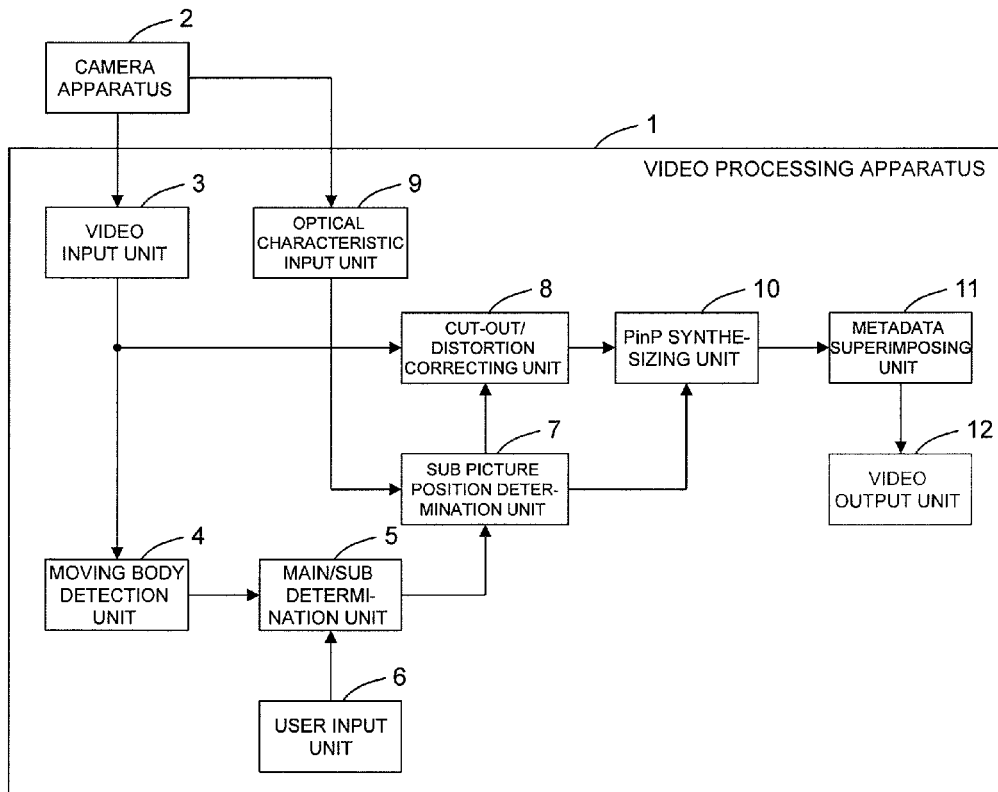 2
CAMERA
APPARATUS
1
VIDEO PROCESSING APPARATUS
3
VIDEO
INPUT UNIT
9
OPTICAL
CHARACTERISTIC
INPUT UNIT
8
CUT-OUT/
DISTORTION
CORRECTING UNIT
10
PinP SYNTHE-
SIZING UNIT
11
METADATA
SUPERIMPOSING
UNIT
7
SUB PICTURE
POSITION DETER-
MINATION UNIT
12
VIDEO
OUTPUT UNIT
4
MOVING BODY
DETECTION
UNIT
5
MAIN/SUB
DETERMI-
NATION UNIT
6
USER INPUT
UNIT